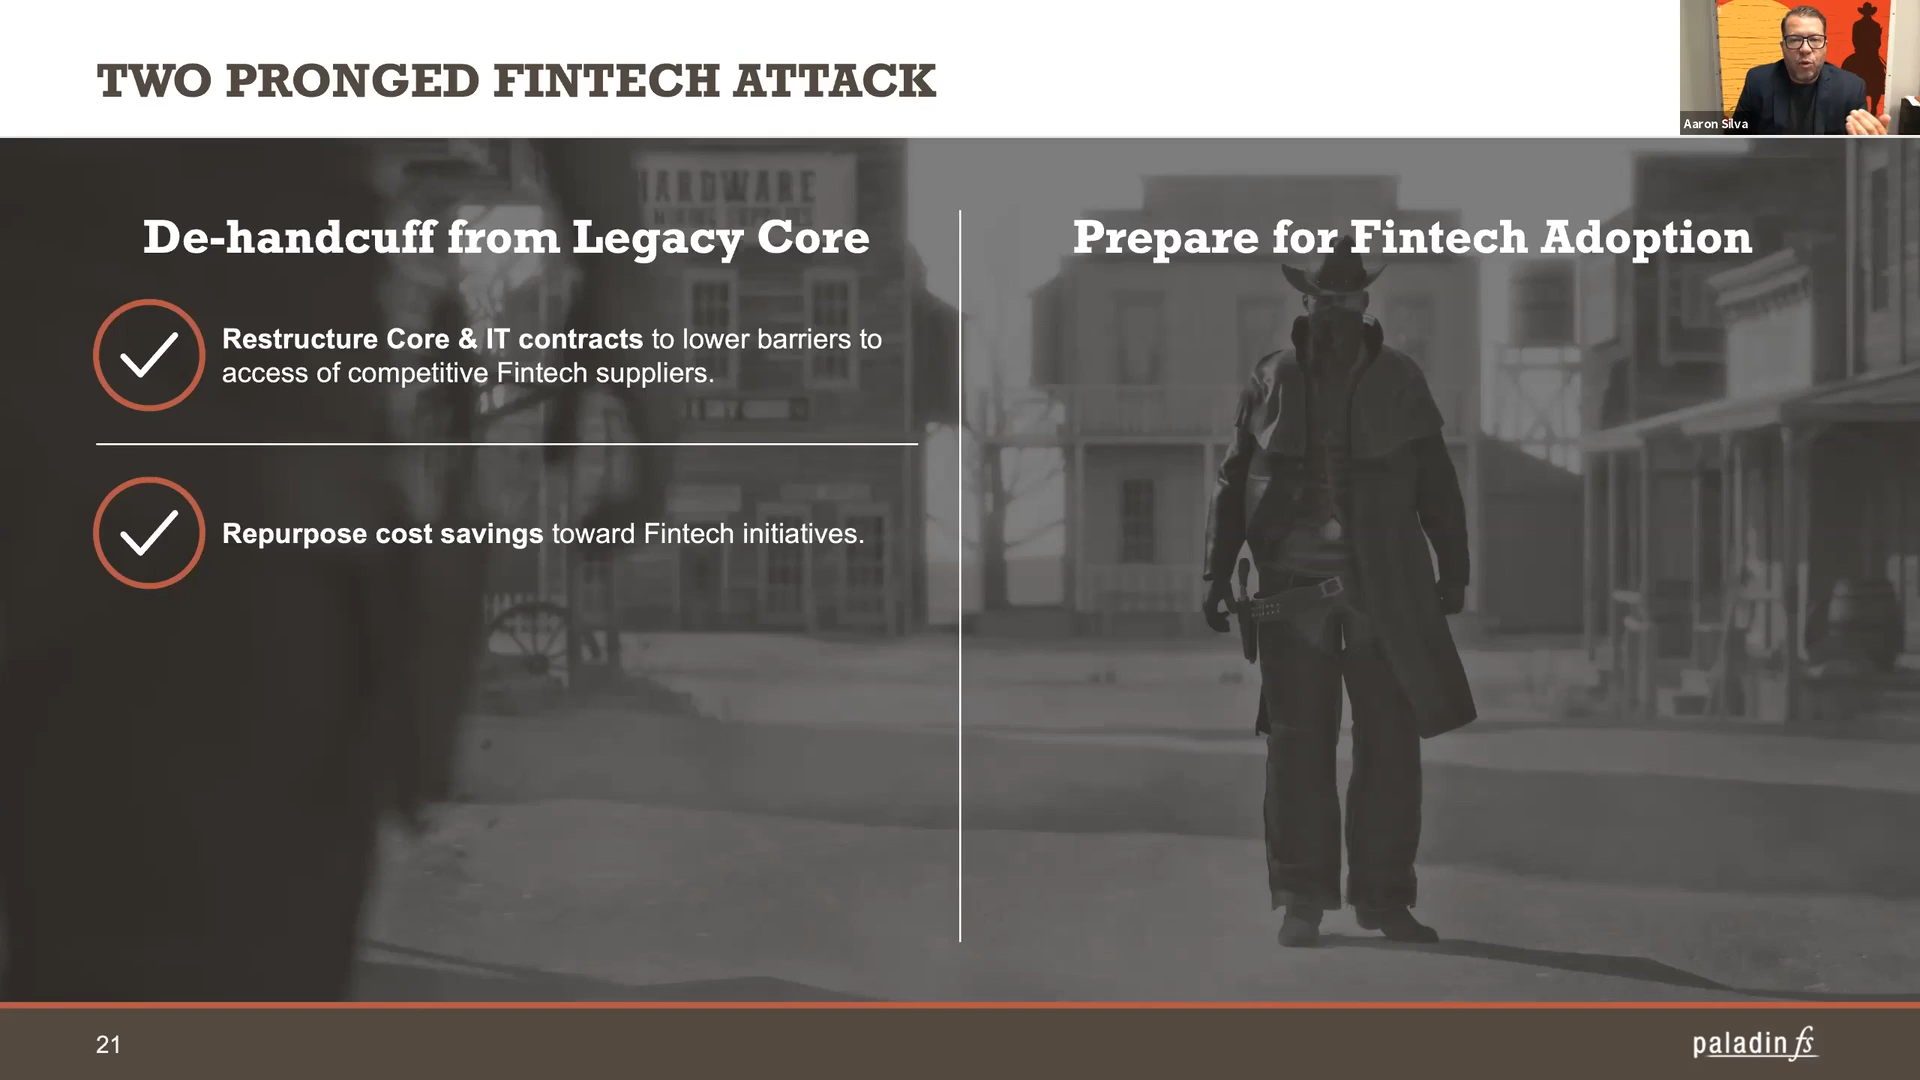 TWO PRONGED FINTECH ATTACK
Aaron Silva
HARDWARE
De-handcuff from Legacy Core
Restructure Core & IT contracts to lower barriers to
access of competitive Fintech suppliers.
Repurpose cost savings toward Fintech initiatives.
Prepare for Fintech Adoption
21
paladin fs